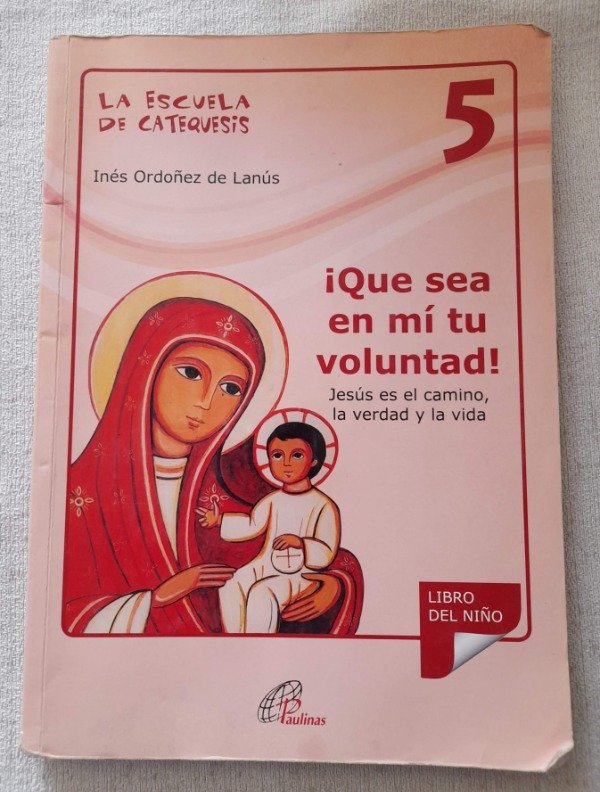 LA ESCUELA
DE CATEQUESIS
5
Inés Ordoñez de Lanús
¡Que sea
en mí tu
voluntad!
Jesús es el camino,
la verdad y la vida
LIBRO
DEL NIÑO
Paulinas